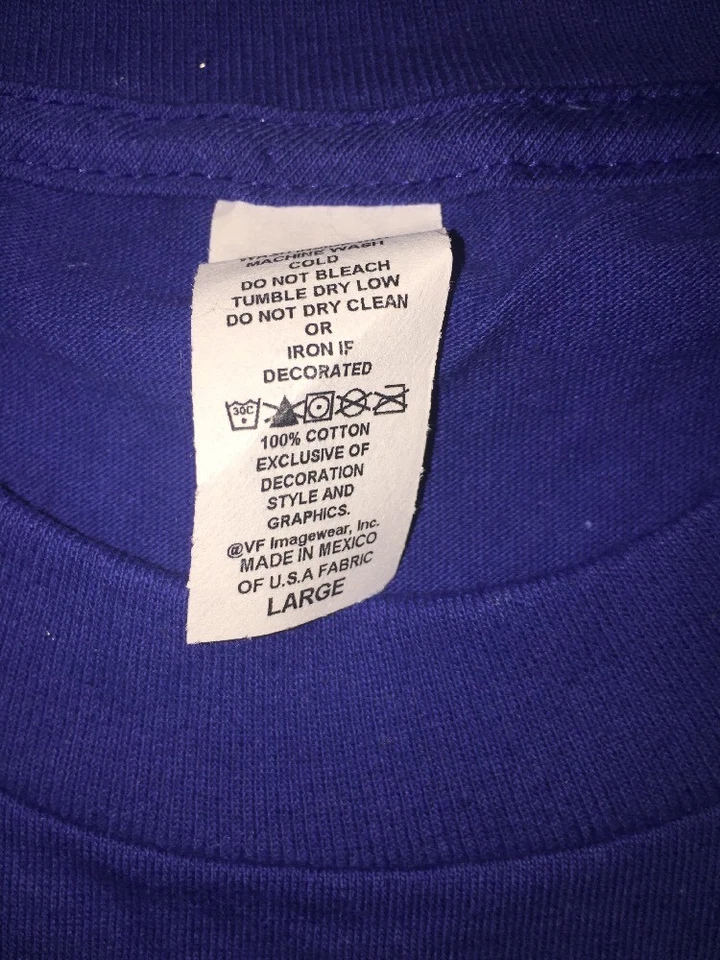 MACHINE WASH
COLD
DO NOT BLEACH
TUMBLE DRY LOW
DO NOT DRY CLEAN
OR
IRON IF
DECORATED
30C
100% COTTON
EXCLUSIVE OF
DECORATION
STYLE AND
GRAPHICS.
@VF Imagewear, Inc.
MADE IN MEXICO
OF U.S.A FABRIC
LARGE